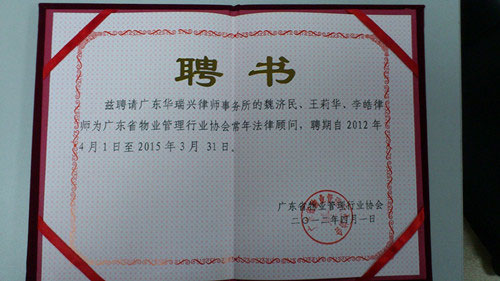 聘书
兹聘请广东华瑞兴律师事务所的魏济民、王莉华、李皓律
师为广东省物业管理行业协会常年法律顾问，聘期自2012年
4月1日至2015年3月31日。
广东省物业管理行业协会
二〇一二年四月一日